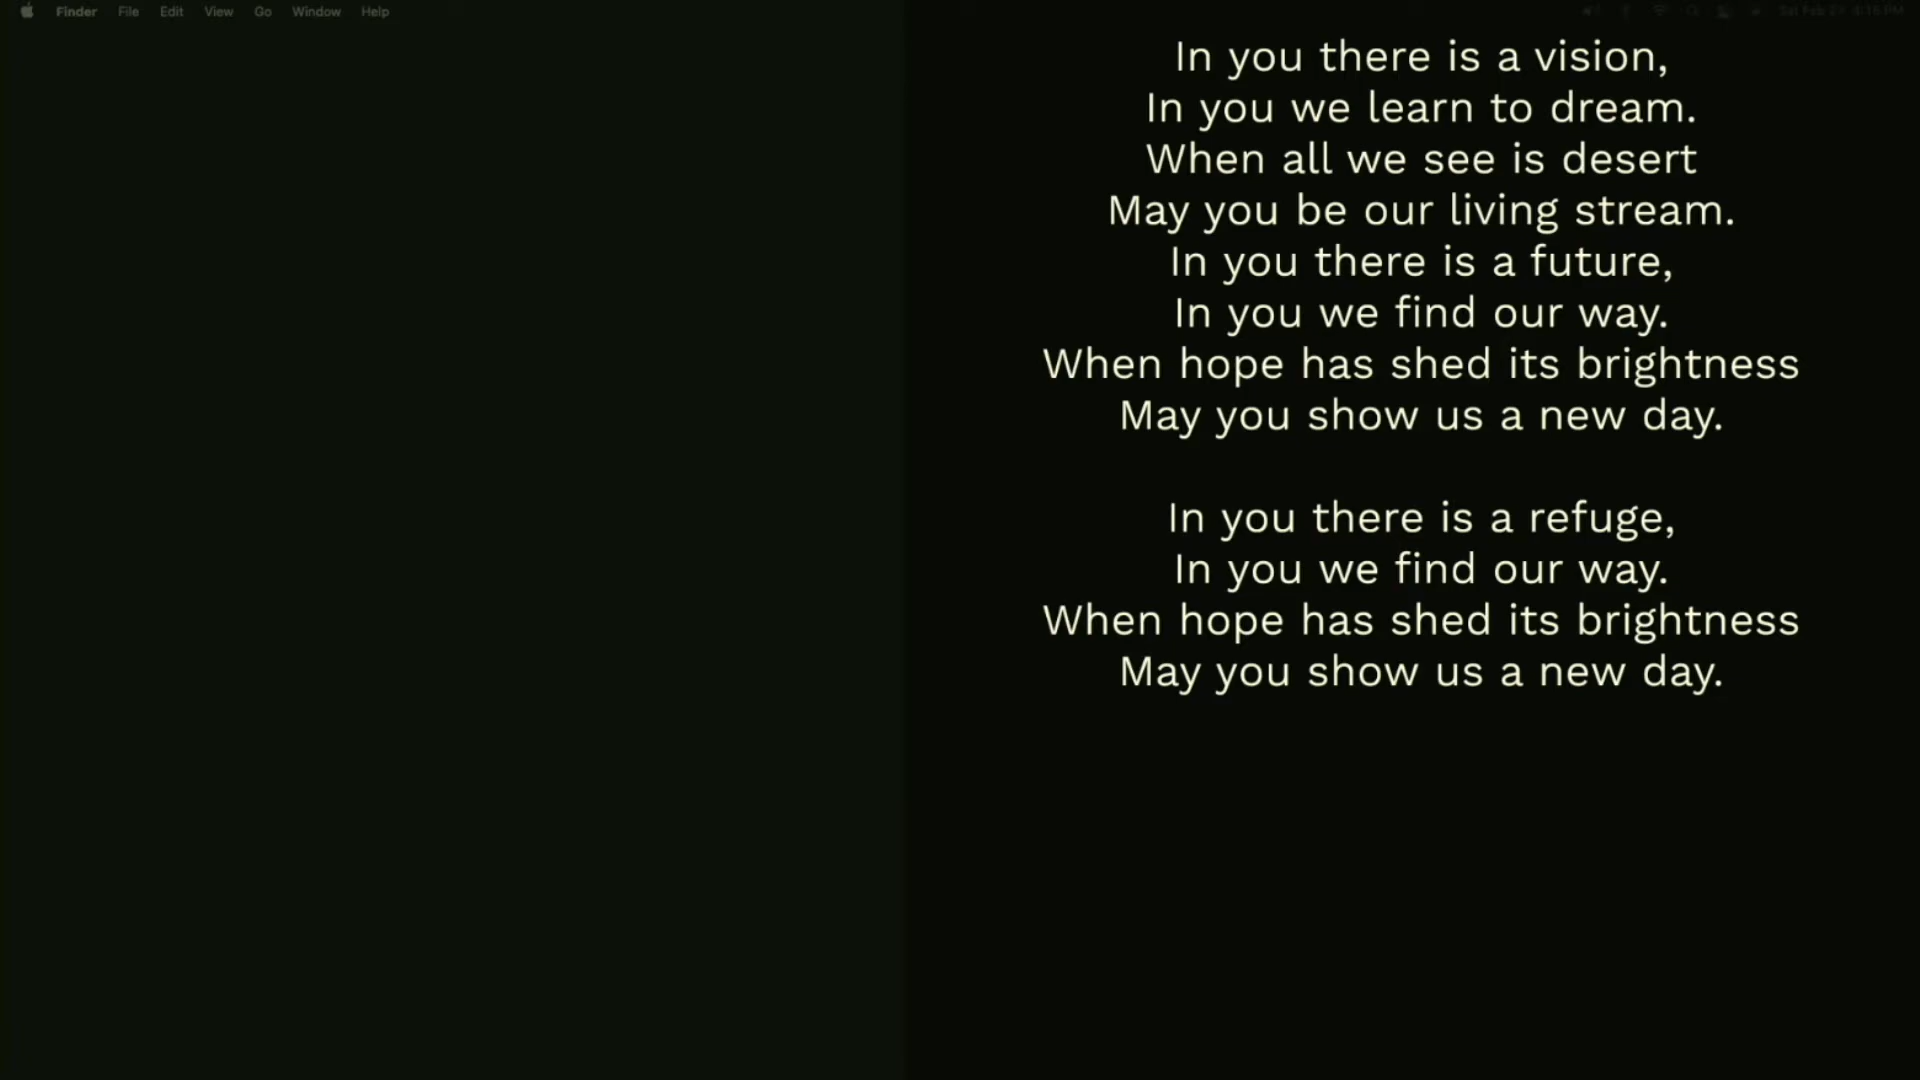 Finder File Edit View Go Window Help
In you there is a vision,
In you we learn to dream.
When all we see is desert
May you be our living stream.
In you there is a future,
In you we find our way.
When hope has shed its brightness
May you show us a new day.
In you there is a refuge,
In you we find our way.
When hope has shed its brightness
May you show us a new day.